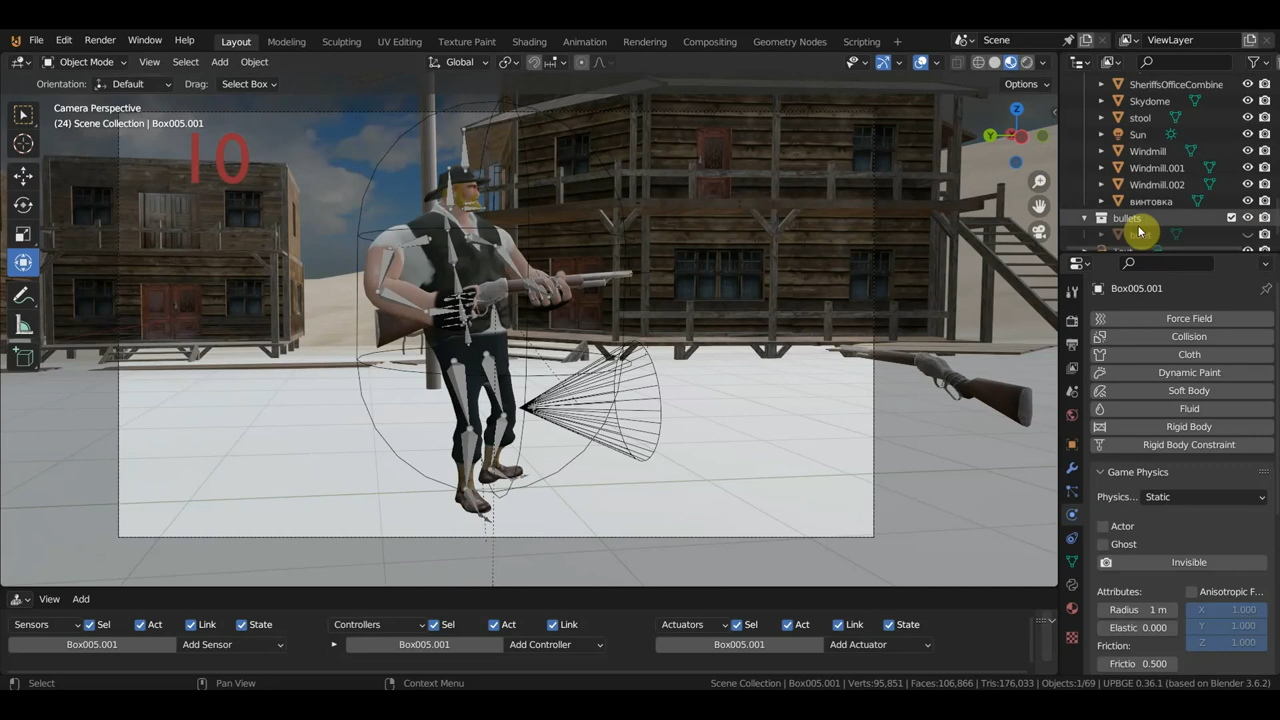 File Edit Render Window Help Layout Modeling Sculpting UV Editing Texture Paint Shading Animation Rendering Compositing Geometry Nodes Scripting + Scene ViewLayer
Object Mode View Select Add Object Global
Orientation: Default Drag: Select Box Options
Camera Perspective
(24) Scene Collection | Box005.001
10
Z
Y
SheriffsOfficeCombine
Skydome
stool
Sun
Windmill
Windmill.001
Windmill.002
винтовка
bullets
Box005.001
Force Field
Collision
Cloth
Dynamic Paint
Soft Body
Fluid
Rigid Body
Rigid Body Constraint
Game Physics
Physics... Static
Actor
Ghost
Invisible
Attributes: Anisotropic F...
Radius 1 m X 1.000
Elastic 0.000 Y 1.000
Friction: Z 1.000
Frictio 0.500
View Add
Sensors Sel Act Link State Controllers Sel Act Link Actuators Sel Act Link State
Box005.001 Add Sensor Box005.001 Add Controller Box005.001 Add Actuator
Select Pan View Context Menu Scene Collection | Box005.001 | Verts:95,851 | Faces:106,866 | Tris:176,033 | Objects:1/69 | UPBGE 0.36.1 (based on Blender 3.6.2)